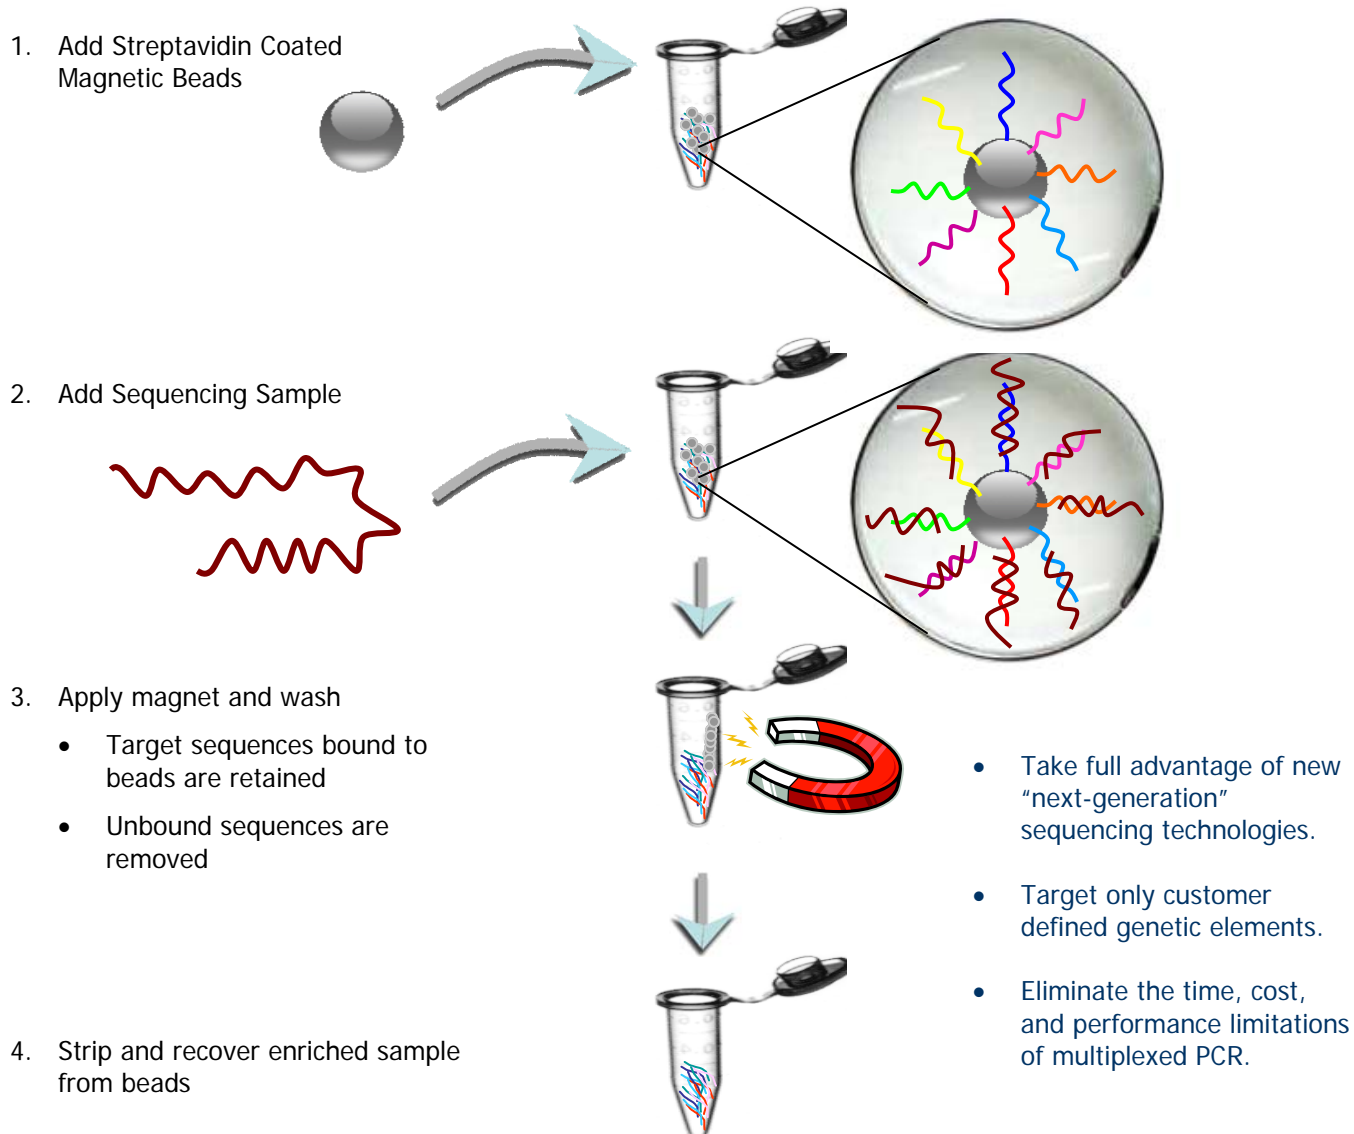 1. Add Streptavidin Coated
Magnetic Beads
2. Add Sequencing Sample
3. Apply magnet and wash
• Target sequences bound to
beads are retained
• Unbound sequences are
removed
4. Strip and recover enriched sample
from beads
• Take full advantage of new
“next-generation”
sequencing technologies.
• Target only customer
defined genetic elements.
• Eliminate the time, cost,
and performance limitations
of multiplexed PCR.